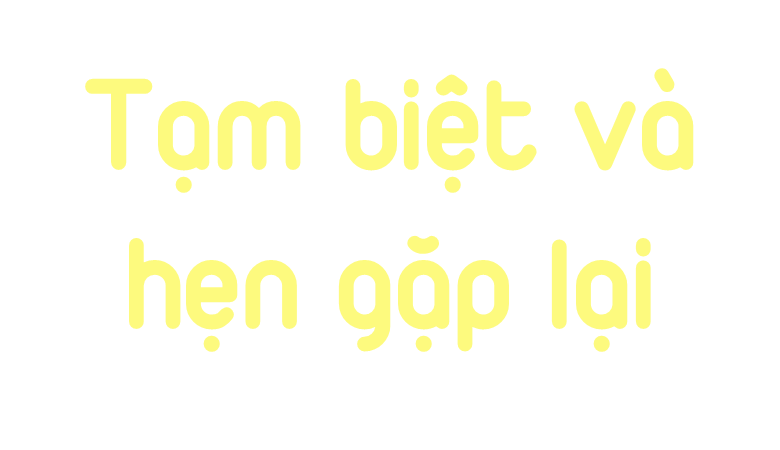 Tạm biệt và
hẹn gặp lại